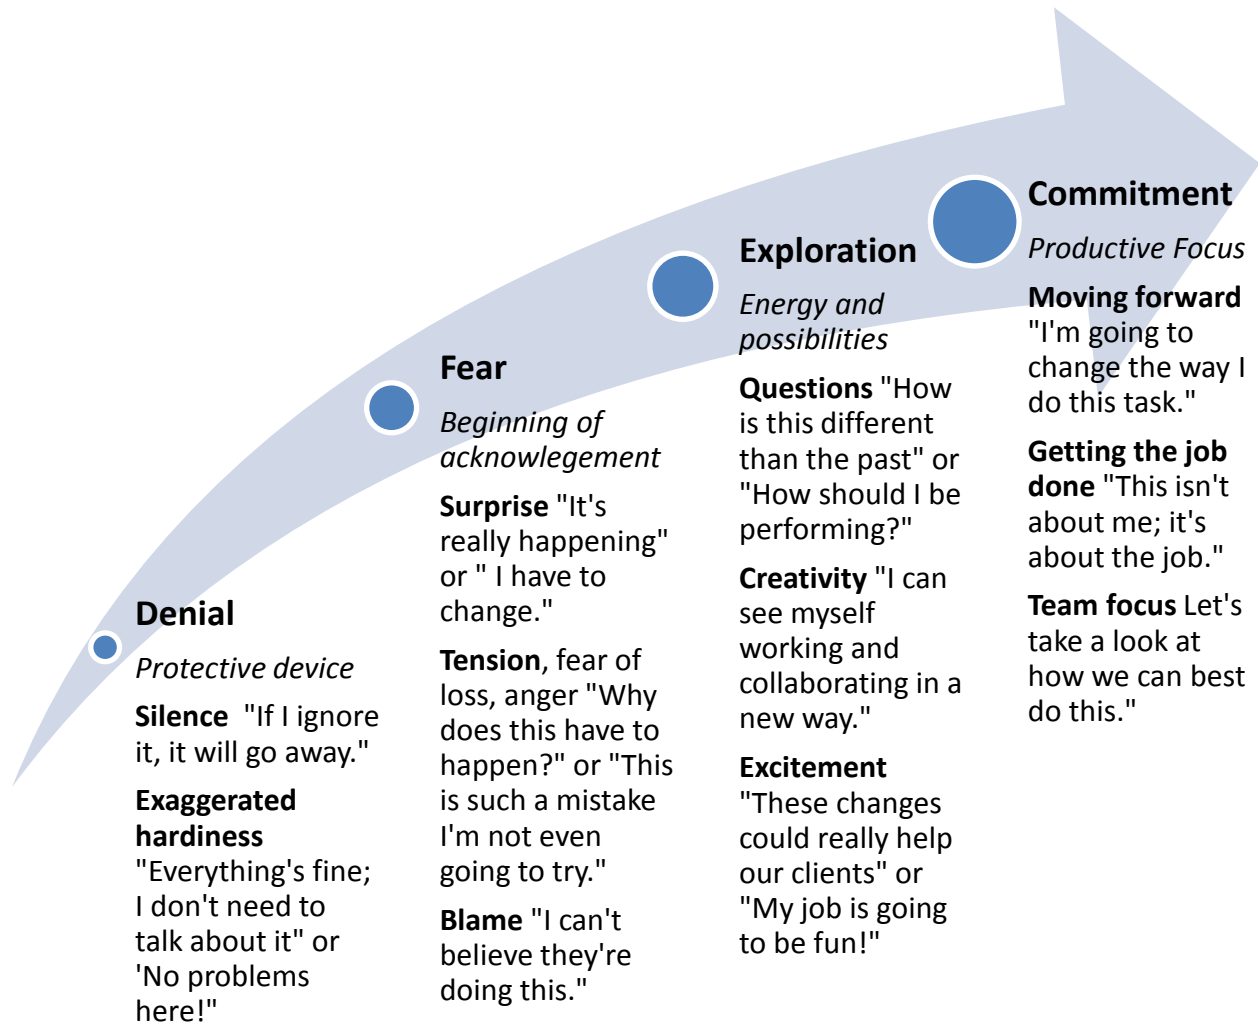 Denial
Protective device
Silence  "If I ignore
it, it will go away."
Exaggerated
hardiness
"Everything's fine;
I don't need to
talk about it" or
'No problems
here!"
Fear
Beginning of
acknowlegement
Surprise "It's
really happening"
or " I have to
change."
Tension, fear of
loss, anger "Why
does this have to
happen?" or "This
is such a mistake
I'm not even
going to try."
Blame "I can't
believe they're
doing this."
Exploration
Energy and
possibilities
Questions "How
is this different
than the past" or
"How should I be
performing?"
Creativity "I can
see myself
working and
collaborating in a
new way."
Excitement
"These changes
could really help
our clients" or
"My job is going
to be fun!"
Commitment
Productive Focus
Moving forward
"I'm going to
change the way I
do this task."
Getting the job
done "This isn't
about me; it's
about the job."
Team focus Let's
take a look at
how we can best
do this."